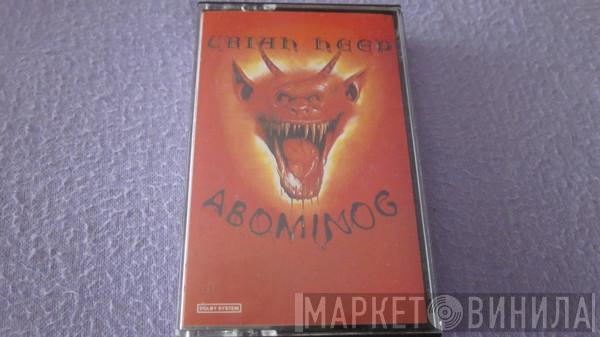 URIAH HEEP
ABOMINOG
DOLBY SYSTEM
МАРКЕТ ВИНИЛА